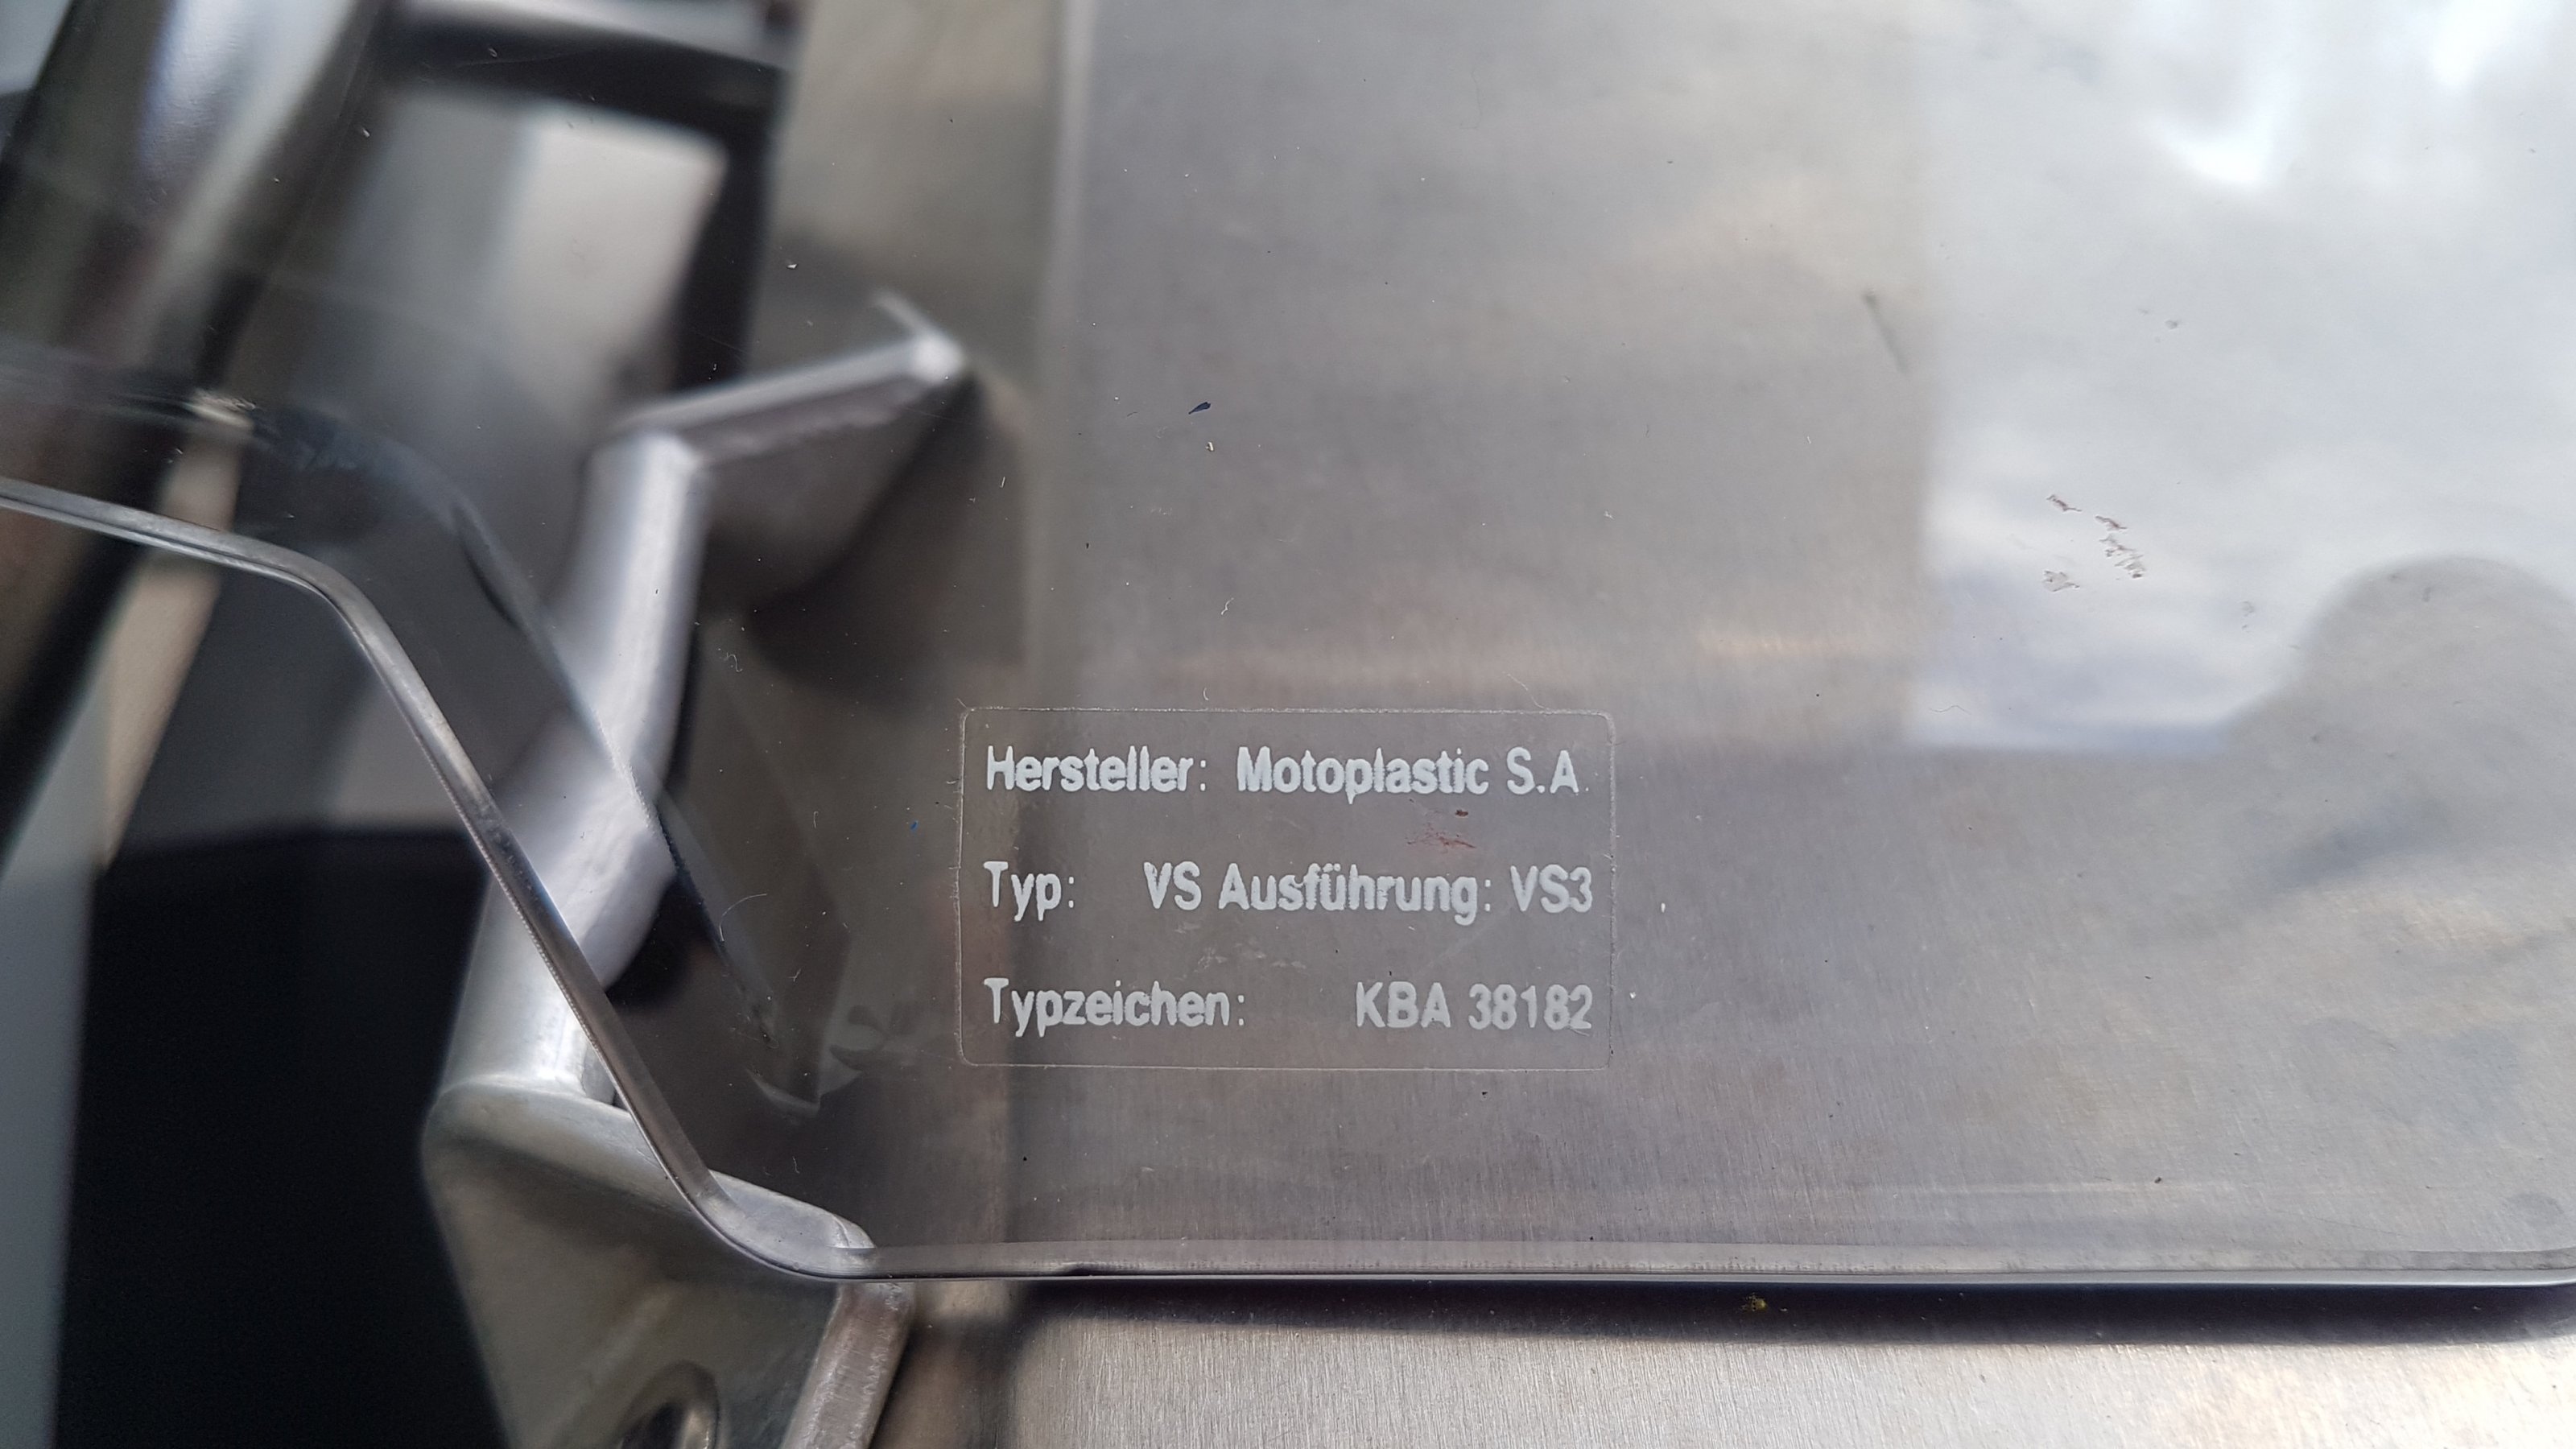 Hersteller: Motoplastic S.A.
Typ: VS Ausführung: VS3
Typzeichen: KBA 38182